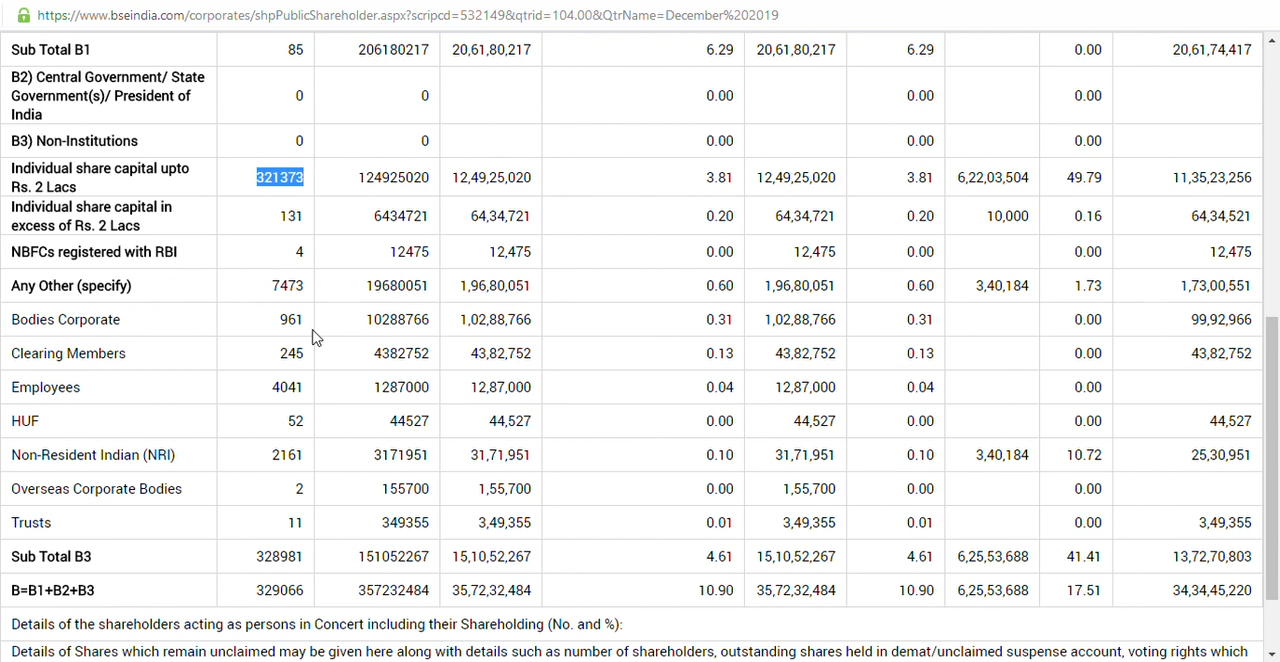 https://www.bseindia.com/corporates/shpPublicShareholder.aspx?scripcd=532149&qtrid=104.00&QtrName=December%202019
Sub Total B1 85 206180217 20,61,80,217 6.29 20,61,80,217 6.29 0.00 20,61,74,417
B2) Central Government/ State
Government(s)/ President of
India
0 0 0.00 0.00 0.00
B3) Non-Institutions 0 0 0.00 0.00 0.00
Individual share capital upto
Rs. 2 Lacs
321373 124925020 12,49,25,020 3.81 12,49,25,020 3.81 6,22,03,504 49.79 11,35,23,256
Individual share capital in
excess of Rs. 2 Lacs
131 6434721 64,34,721 0.20 64,34,721 0.20 10,000 0.16 64,34,521
NBFCs registered with RBI 4 12475 12,475 0.00 12,475 0.00 0.00 12,475
Any Other (specify) 7473 19680051 1,96,80,051 0.60 1,96,80,051 0.60 3,40,184 1.73 1,73,00,551
Bodies Corporate 961 10288766 1,02,88,766 0.31 1,02,88,766 0.31 0.00 99,92,966
Clearing Members 245 4382752 43,82,752 0.13 43,82,752 0.13 0.00 43,82,752
Employees 4041 1287000 12,87,000 0.04 12,87,000 0.04 0.00
HUF 52 44527 44,527 0.00 44,527 0.00 0.00 44,527
Non-Resident Indian (NRI) 2161 3171951 31,71,951 0.10 31,71,951 0.10 3,40,184 10.72 25,30,951
Overseas Corporate Bodies 2 155700 1,55,700 0.00 1,55,700 0.00 0.00
Trusts 11 349355 3,49,355 0.01 3,49,355 0.01 0.00 3,49,355
Sub Total B3 328981 151052267 15,10,52,267 4.61 15,10,52,267 4.61 6,25,53,688 41.41 13,72,70,803
B=B1+B2+B3 329066 357232484 35,72,32,484 10.90 35,72,32,484 10.90 6,25,53,688 17.51 34,34,45,220
Details of the shareholders acting as persons in Concert including their Shareholding (No. and %):
Details of Shares which remain unclaimed may be given here along with details such as number of shareholders, outstanding shares held in demat/unclaimed suspense account, voting rights which